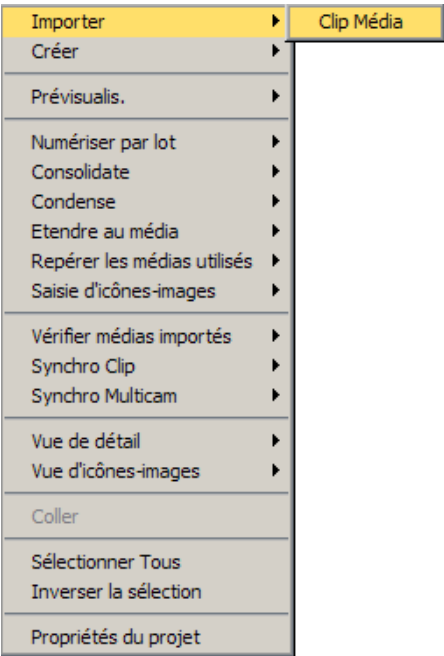 Importer
Clip Média
Créer
Prévisualis.
Numériser par lot
Consolidate
Condense
Etendre au média
Repérer les médias utilisés
Saisie d'icônes-images
Vérifier médias importés
Synchro Clip
Synchro Multicam
Vue de détail
Vue d'icônes-images
Coller
Sélectionner Tous
Inverser la sélection
Propriétés du projet